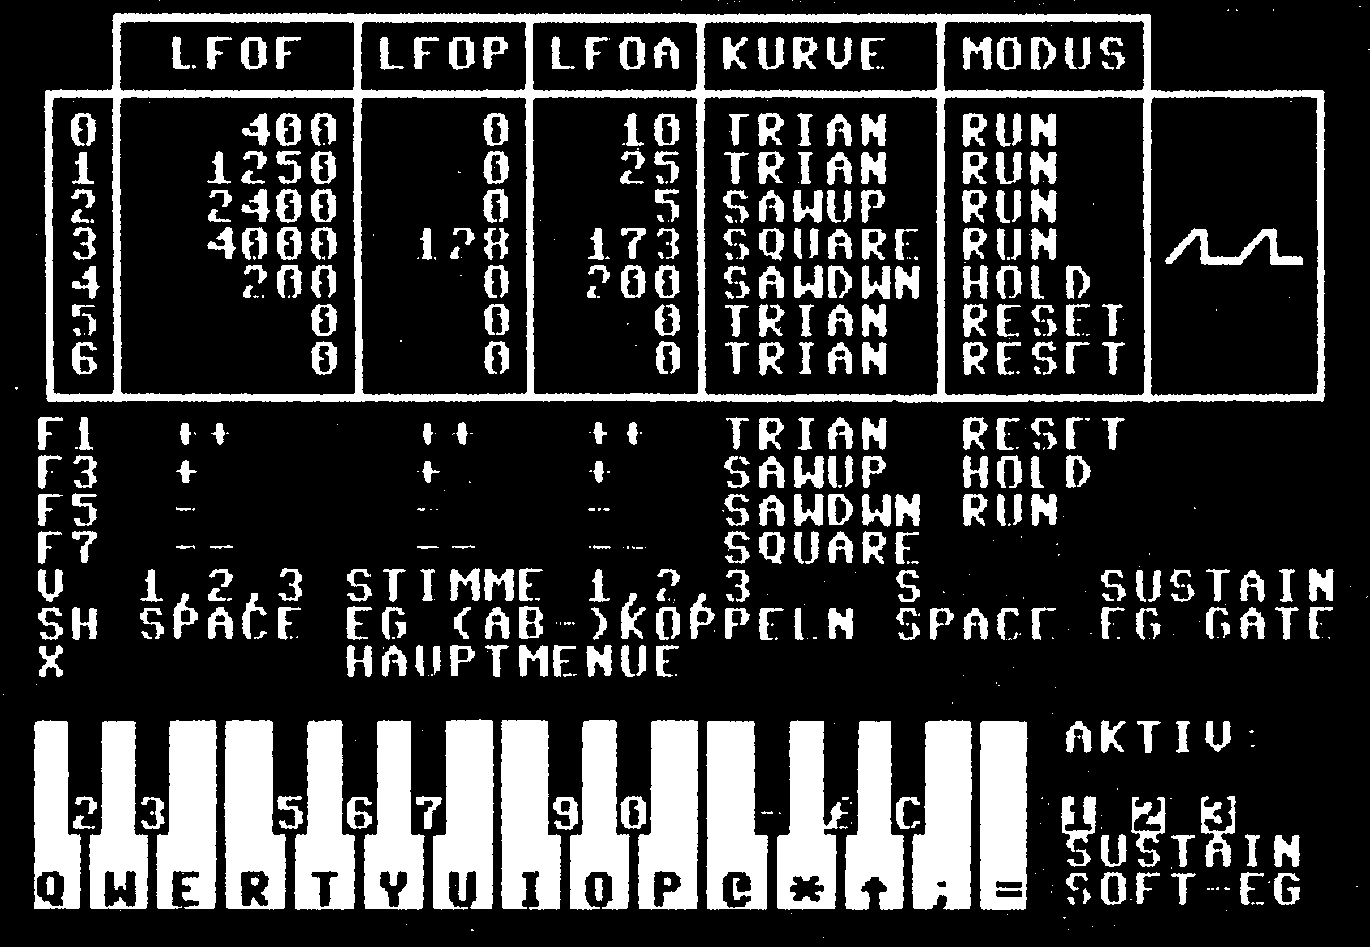 LFOF LFOP LFOA KURVE MODUS
0 400 0 10 TRIAN RUN
1 1250 0 25 TRIAN RUN
2 2400 0 5 SAWUP RUN
3 4000 128 173 SQUARE RUN
4 200 0 200 SAWDWN HOLD
5 0 0 0 TRIAN RESET
6 0 0 0 TRIAN RESET
F1 ++ ++ ++ TRIAN RESET
F3 + + + SAWUP HOLD
F5 - - - SAWDWN RUN
F7 -- -- -- SQUARE
V 1,2,3 STIMME 1,2,3 S SUSTAIN
SH SPACE EG (AB-)KOPPELN SPACE EG GATE
X HAUPTMENUE
AKTIV:
2 3 5 6 7 9 0 - £ C 1 2 3
SUSTAIN
Q W E R T Y U I O P @ * ↑ ; = SOFT-EG